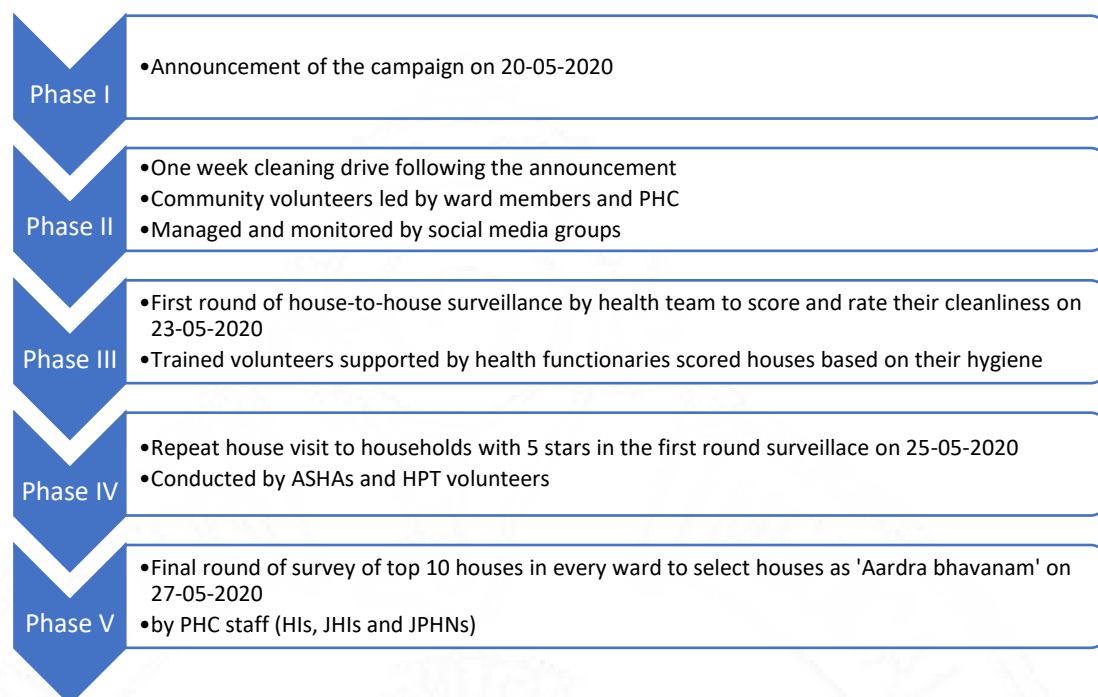 Phase I
•Announcement of the campaign on 20-05-2020
Phase II
•One week cleaning drive following the announcement
•Community volunteers led by ward members and PHC
•Managed and monitored by social media groups
Phase III
•First round of house-to-house surveillance by health team to score and rate their cleanliness on
23-05-2020
•Trained volunteers supported by health functionaries scored houses based on their hygiene
Phase IV
•Repeat house visit to households with 5 stars in the first round surveillace on 25-05-2020
•Conducted by ASHAs and HPT volunteers
Phase V
•Final round of survey of top 10 houses in every ward to select houses as 'Aardra bhavanam' on
27-05-2020
•by PHC staff (HIs, JHIs and JPHNs)